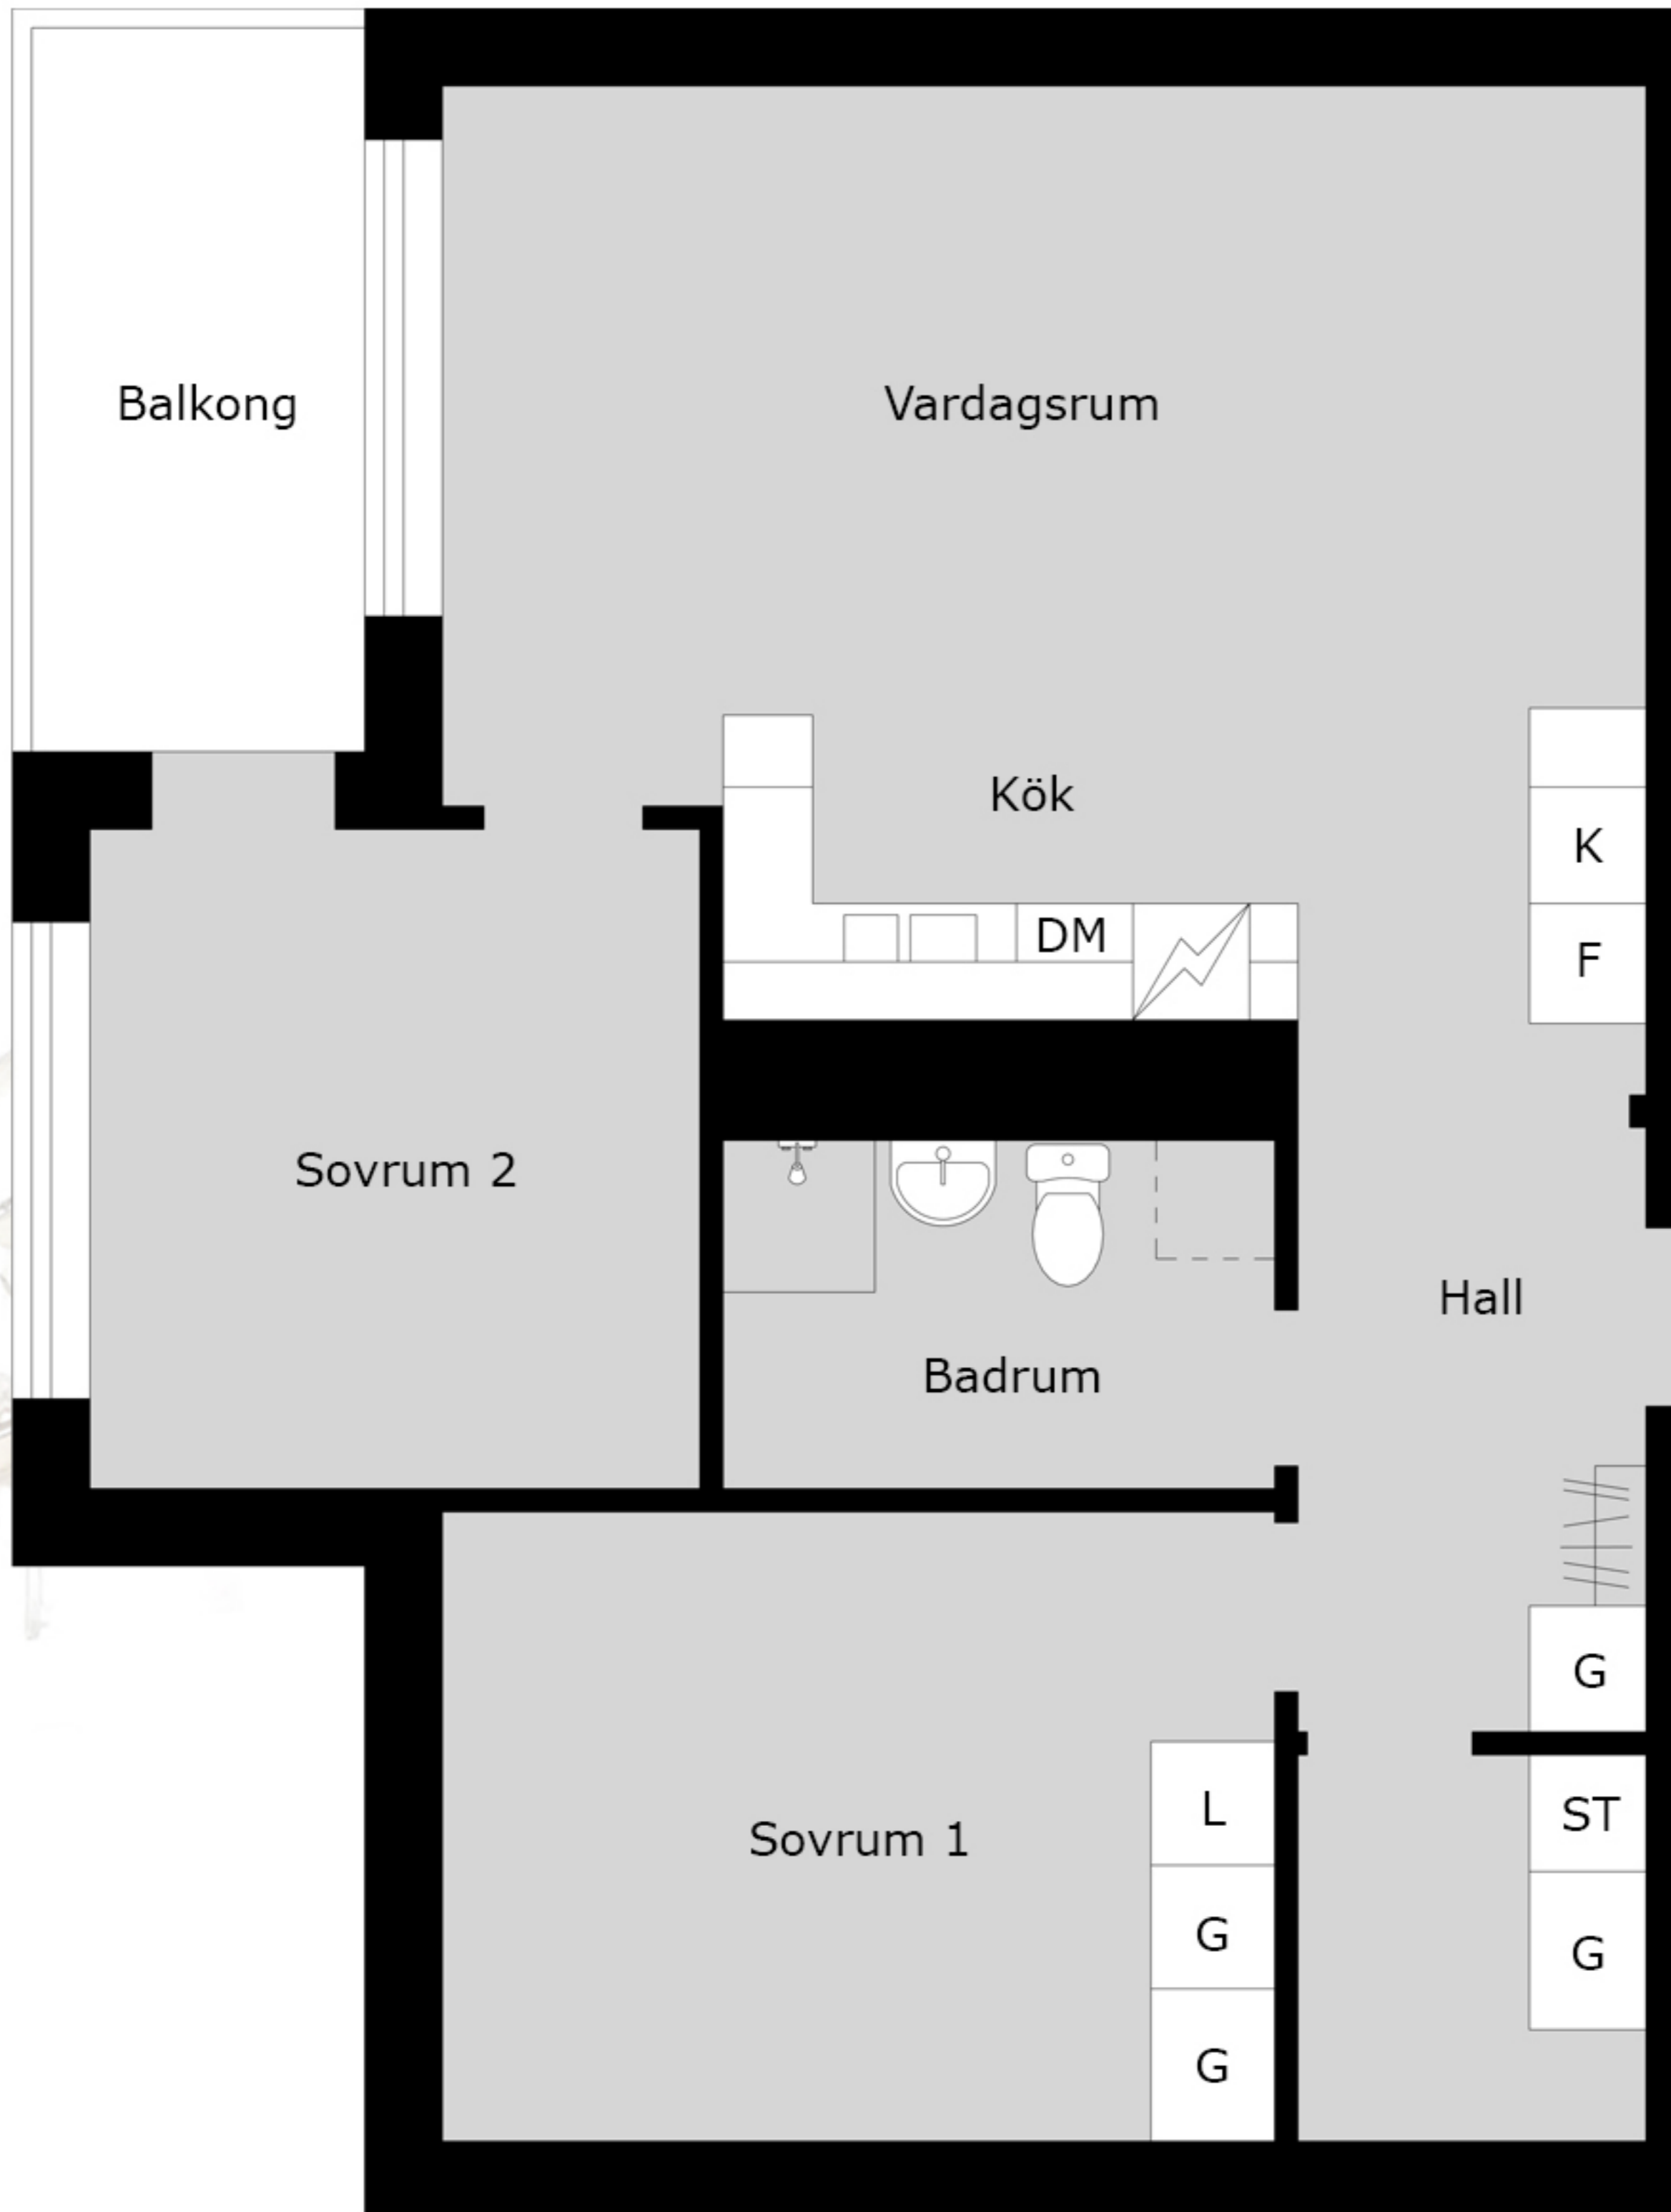 Balkong
Vardagsrum
Kök
K
DM
F
Sovrum 2
Hall
Badrum
G
L
ST
Sovrum 1
G
G
G